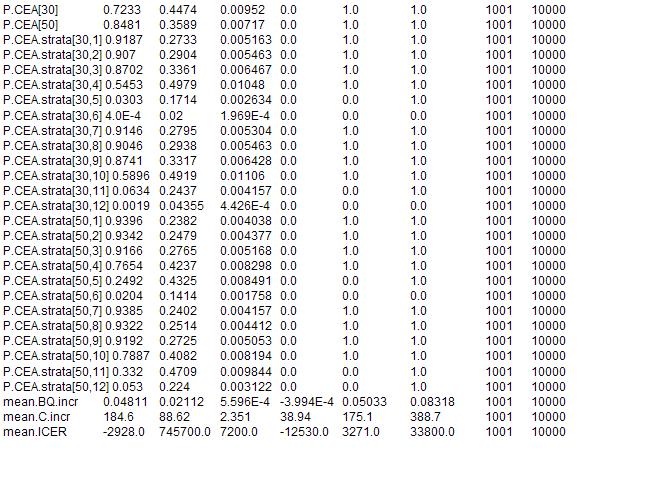 P.CEA[30] 0.7233 0.4474 0.00952 0.0 1.0 1.0 1001 10000
P.CEA[50] 0.8481 0.3589 0.00717 0.0 1.0 1.0 1001 10000
P.CEA.strata[30,1] 0.9187 0.2733 0.005163 0.0 1.0 1.0 1001 10000
P.CEA.strata[30,2] 0.907 0.2904 0.005463 0.0 1.0 1.0 1001 10000
P.CEA.strata[30,3] 0.8702 0.3361 0.006467 0.0 1.0 1.0 1001 10000
P.CEA.strata[30,4] 0.5453 0.4979 0.01048 0.0 1.0 1.0 1001 10000
P.CEA.strata[30,5] 0.0303 0.1714 0.002634 0.0 0.0 1.0 1001 10000
P.CEA.strata[30,6] 4.0E-4 0.02 1.969E-4 0.0 0.0 0.0 1001 10000
P.CEA.strata[30,7] 0.9146 0.2795 0.005304 0.0 1.0 1.0 1001 10000
P.CEA.strata[30,8] 0.9046 0.2938 0.005463 0.0 1.0 1.0 1001 10000
P.CEA.strata[30,9] 0.8741 0.3317 0.006428 0.0 1.0 1.0 1001 10000
P.CEA.strata[30,10] 0.5896 0.4919 0.01106 0.0 1.0 1.0 1001 10000
P.CEA.strata[30,11] 0.0634 0.2437 0.004157 0.0 0.0 1.0 1001 10000
P.CEA.strata[30,12] 0.0019 0.04355 4.426E-4 0.0 0.0 0.0 1001 10000
P.CEA.strata[50,1] 0.9396 0.2382 0.004038 0.0 1.0 1.0 1001 10000
P.CEA.strata[50,2] 0.9342 0.2479 0.004377 0.0 1.0 1.0 1001 10000
P.CEA.strata[50,3] 0.9166 0.2765 0.005168 0.0 1.0 1.0 1001 10000
P.CEA.strata[50,4] 0.7654 0.4237 0.008298 0.0 1.0 1.0 1001 10000
P.CEA.strata[50,5] 0.2492 0.4325 0.008491 0.0 0.0 1.0 1001 10000
P.CEA.strata[50,6] 0.0204 0.1414 0.001758 0.0 0.0 0.0 1001 10000
P.CEA.strata[50,7] 0.9385 0.2402 0.004157 0.0 1.0 1.0 1001 10000
P.CEA.strata[50,8] 0.9322 0.2514 0.004412 0.0 1.0 1.0 1001 10000
P.CEA.strata[50,9] 0.9192 0.2725 0.005053 0.0 1.0 1.0 1001 10000
P.CEA.strata[50,10] 0.7887 0.4082 0.008194 0.0 1.0 1.0 1001 10000
P.CEA.strata[50,11] 0.332 0.4709 0.009844 0.0 0.0 1.0 1001 10000
P.CEA.strata[50,12] 0.053 0.224 0.003122 0.0 0.0 1.0 1001 10000
mean.BQ.incr 0.04811 0.02112 5.596E-4 -3.994E-4 0.05033 0.08318 1001 10000
mean.C.incr 184.6 88.62 2.351 38.94 175.1 388.7 1001 10000
mean.ICER -2928.0 745700.0 7200.0 -12530.0 3271.0 33800.0 1001 10000